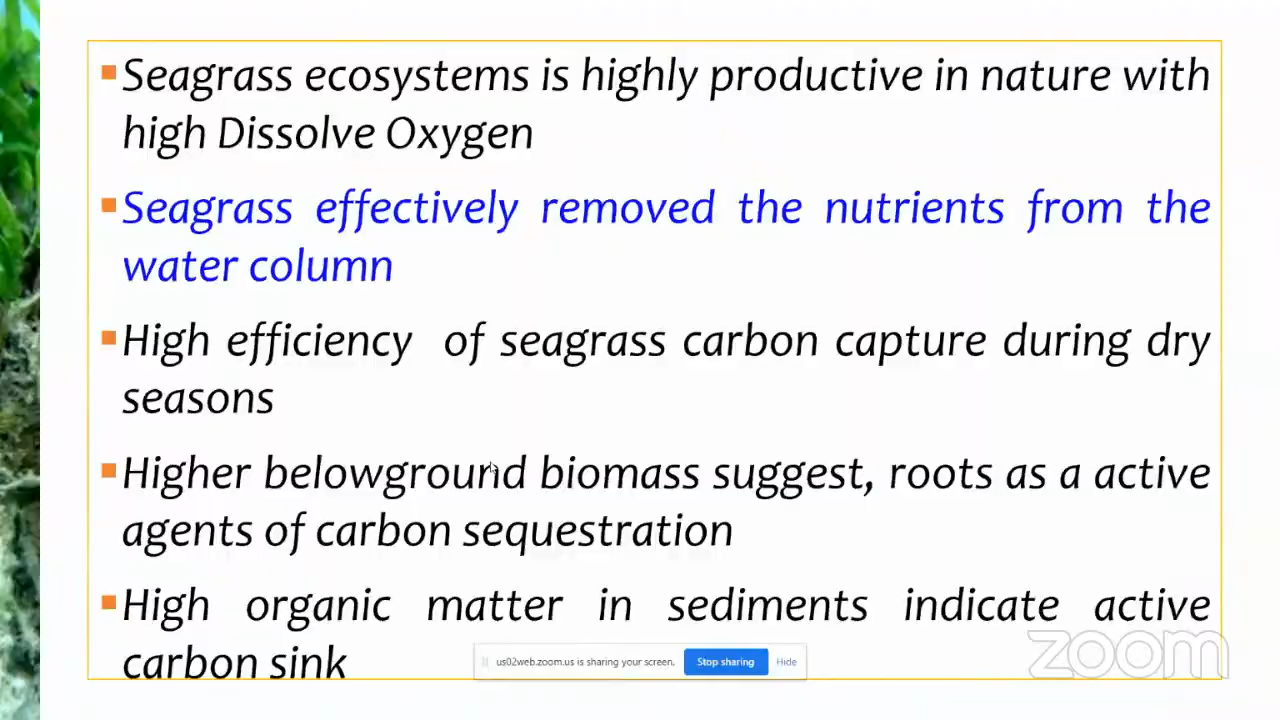 ▪Seagrass ecosystems is highly productive in nature with
high Dissolve Oxygen
▪Seagrass effectively removed the nutrients from the
water column
▪High efficiency of seagrass carbon capture during dry
seasons
▪Higher belowground biomass suggest, roots as a active
agents of carbon sequestration
▪High organic matter in sediments indicate active
carbon sink
us02web.zoom.us is sharing your screen. Stop sharing Hide
zoom